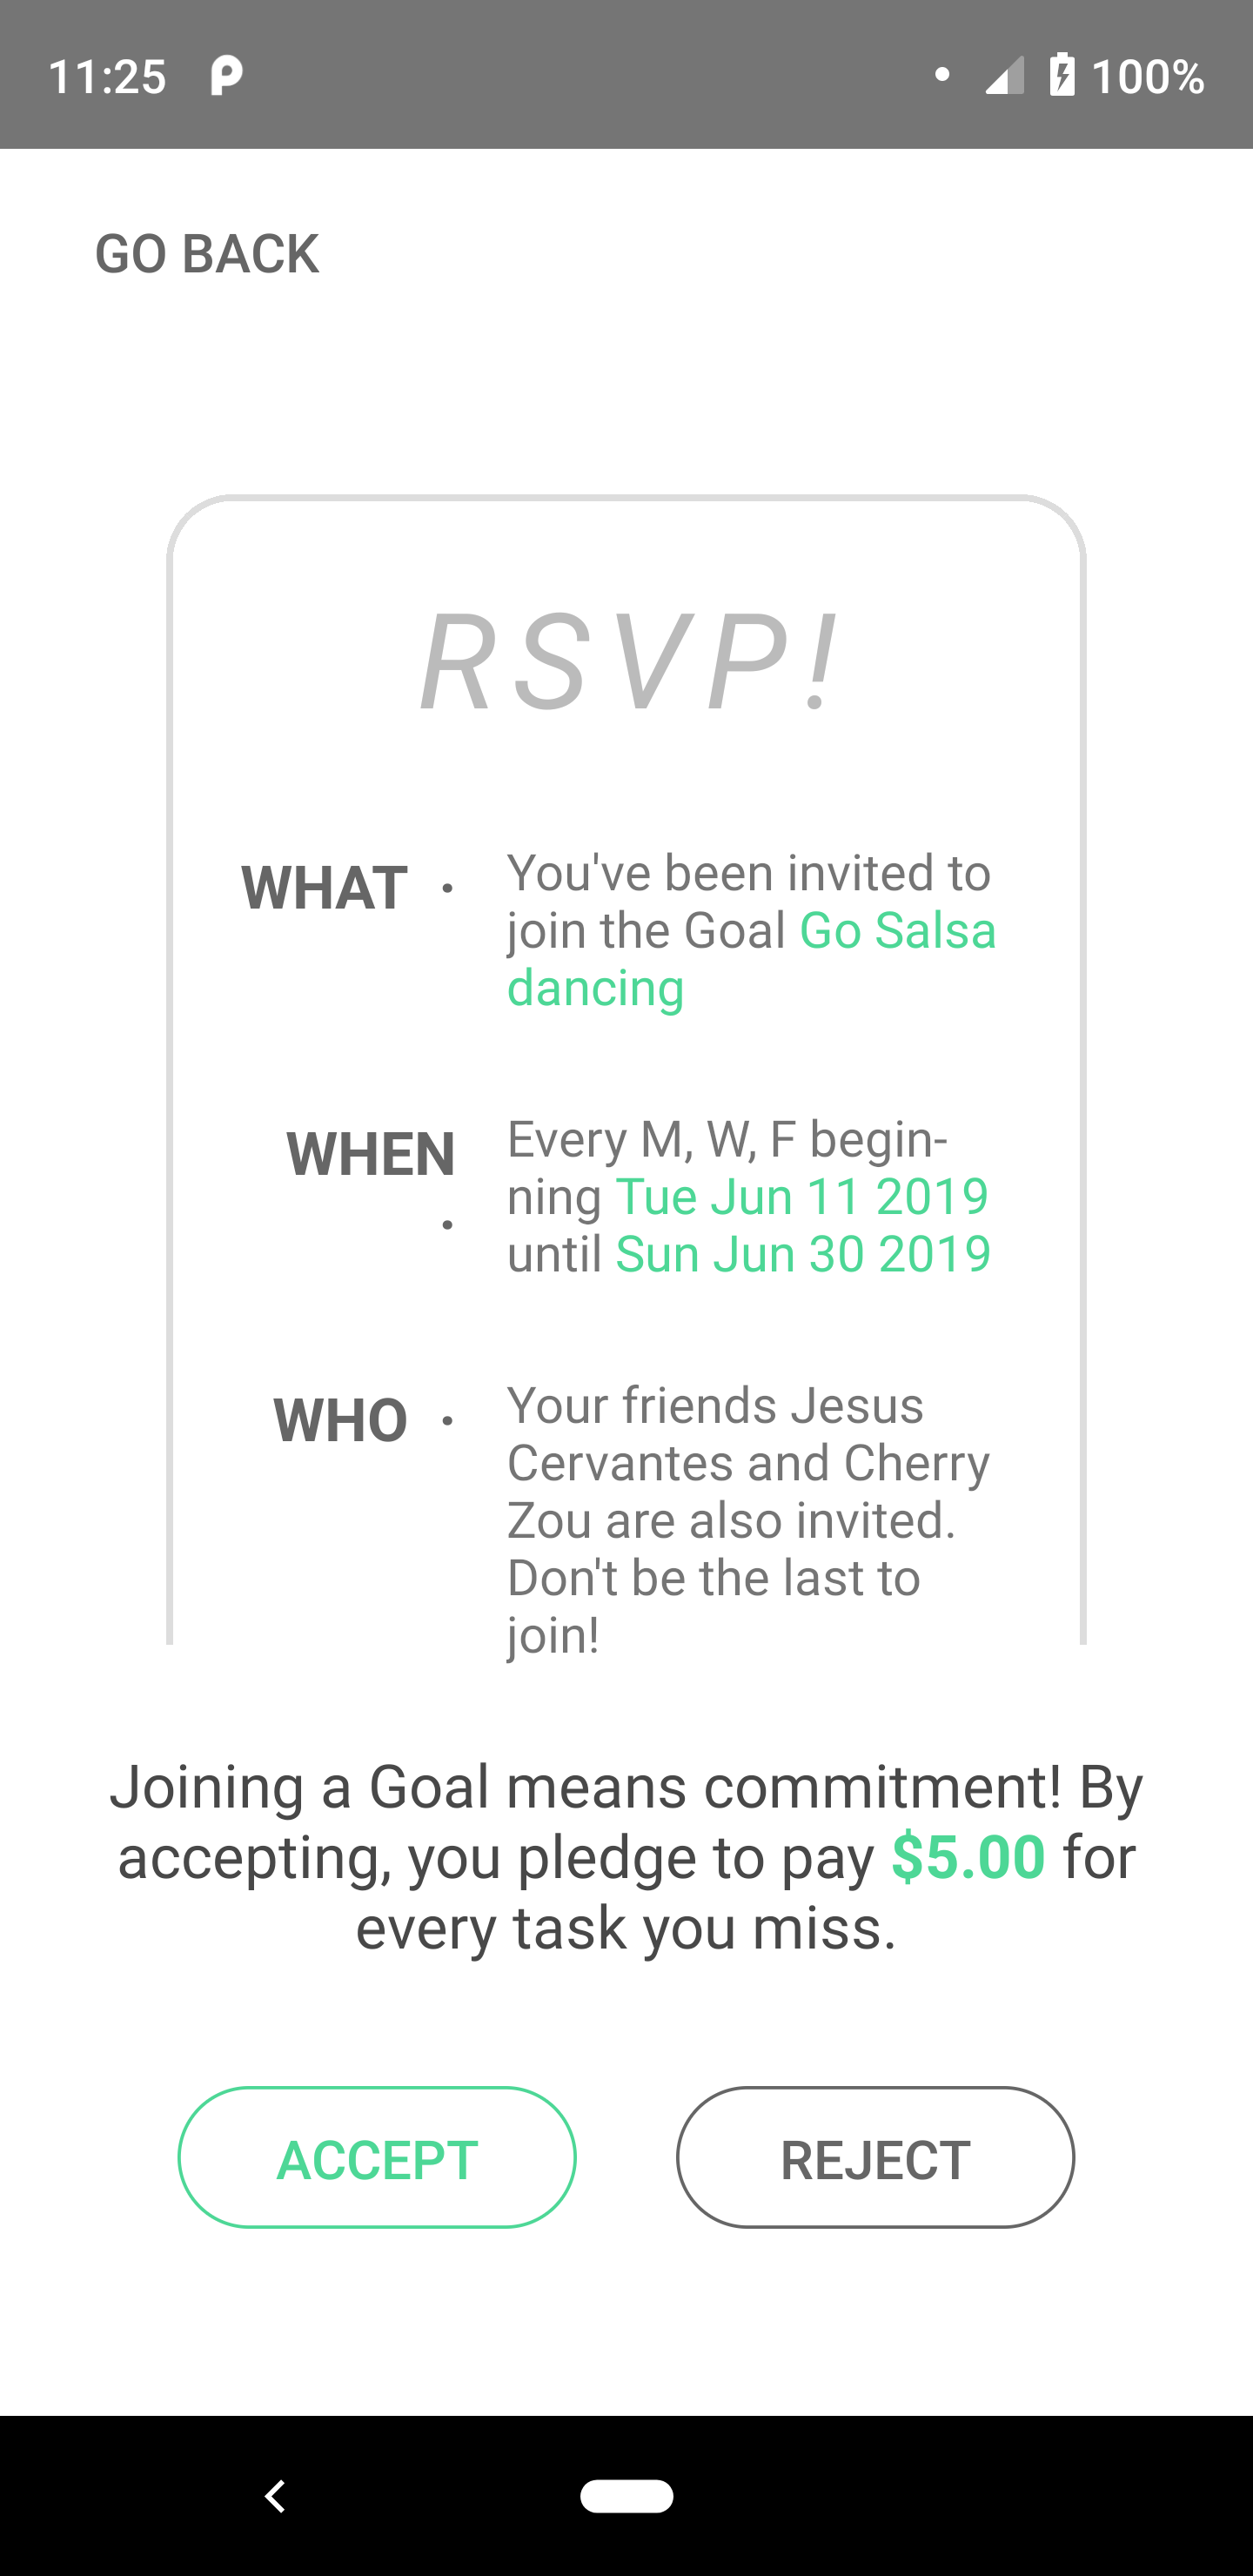 11:25 100%
GO BACK
RSVP!
WHAT · You've been invited to
join the Goal Go Salsa
dancing
WHEN Every M, W, F begin-
· ning Tue Jun 11 2019
until Sun Jun 30 2019
WHO · Your friends Jesus
Cervantes and Cherry
Zou are also invited.
Don't be the last to
join!
Joining a Goal means commitment! By
accepting, you pledge to pay $5.00 for
every task you miss.
ACCEPT REJECT